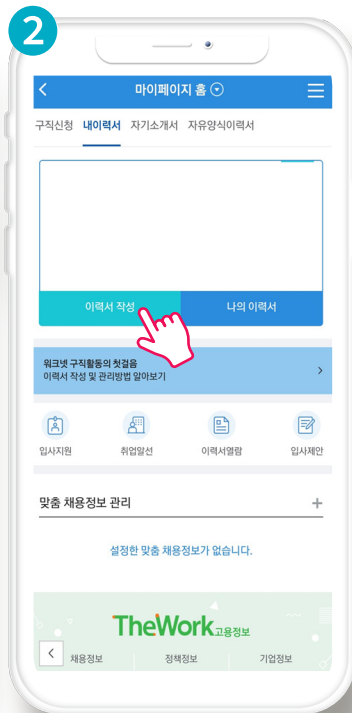 2
마이페이지 홈
구직신청 내이력서 자기소개서 자유양식이력서
이력서 작성 나의 이력서
워크넷 구직활동의 첫걸음
이력서 작성 및 관리방법 알아보기
입사지원 취업알선 이력서열람 입사제안
맞춤 채용정보 관리
설정한 맞춤 채용정보가 없습니다.
TheWork고용정보
채용정보 정책정보 기업정보